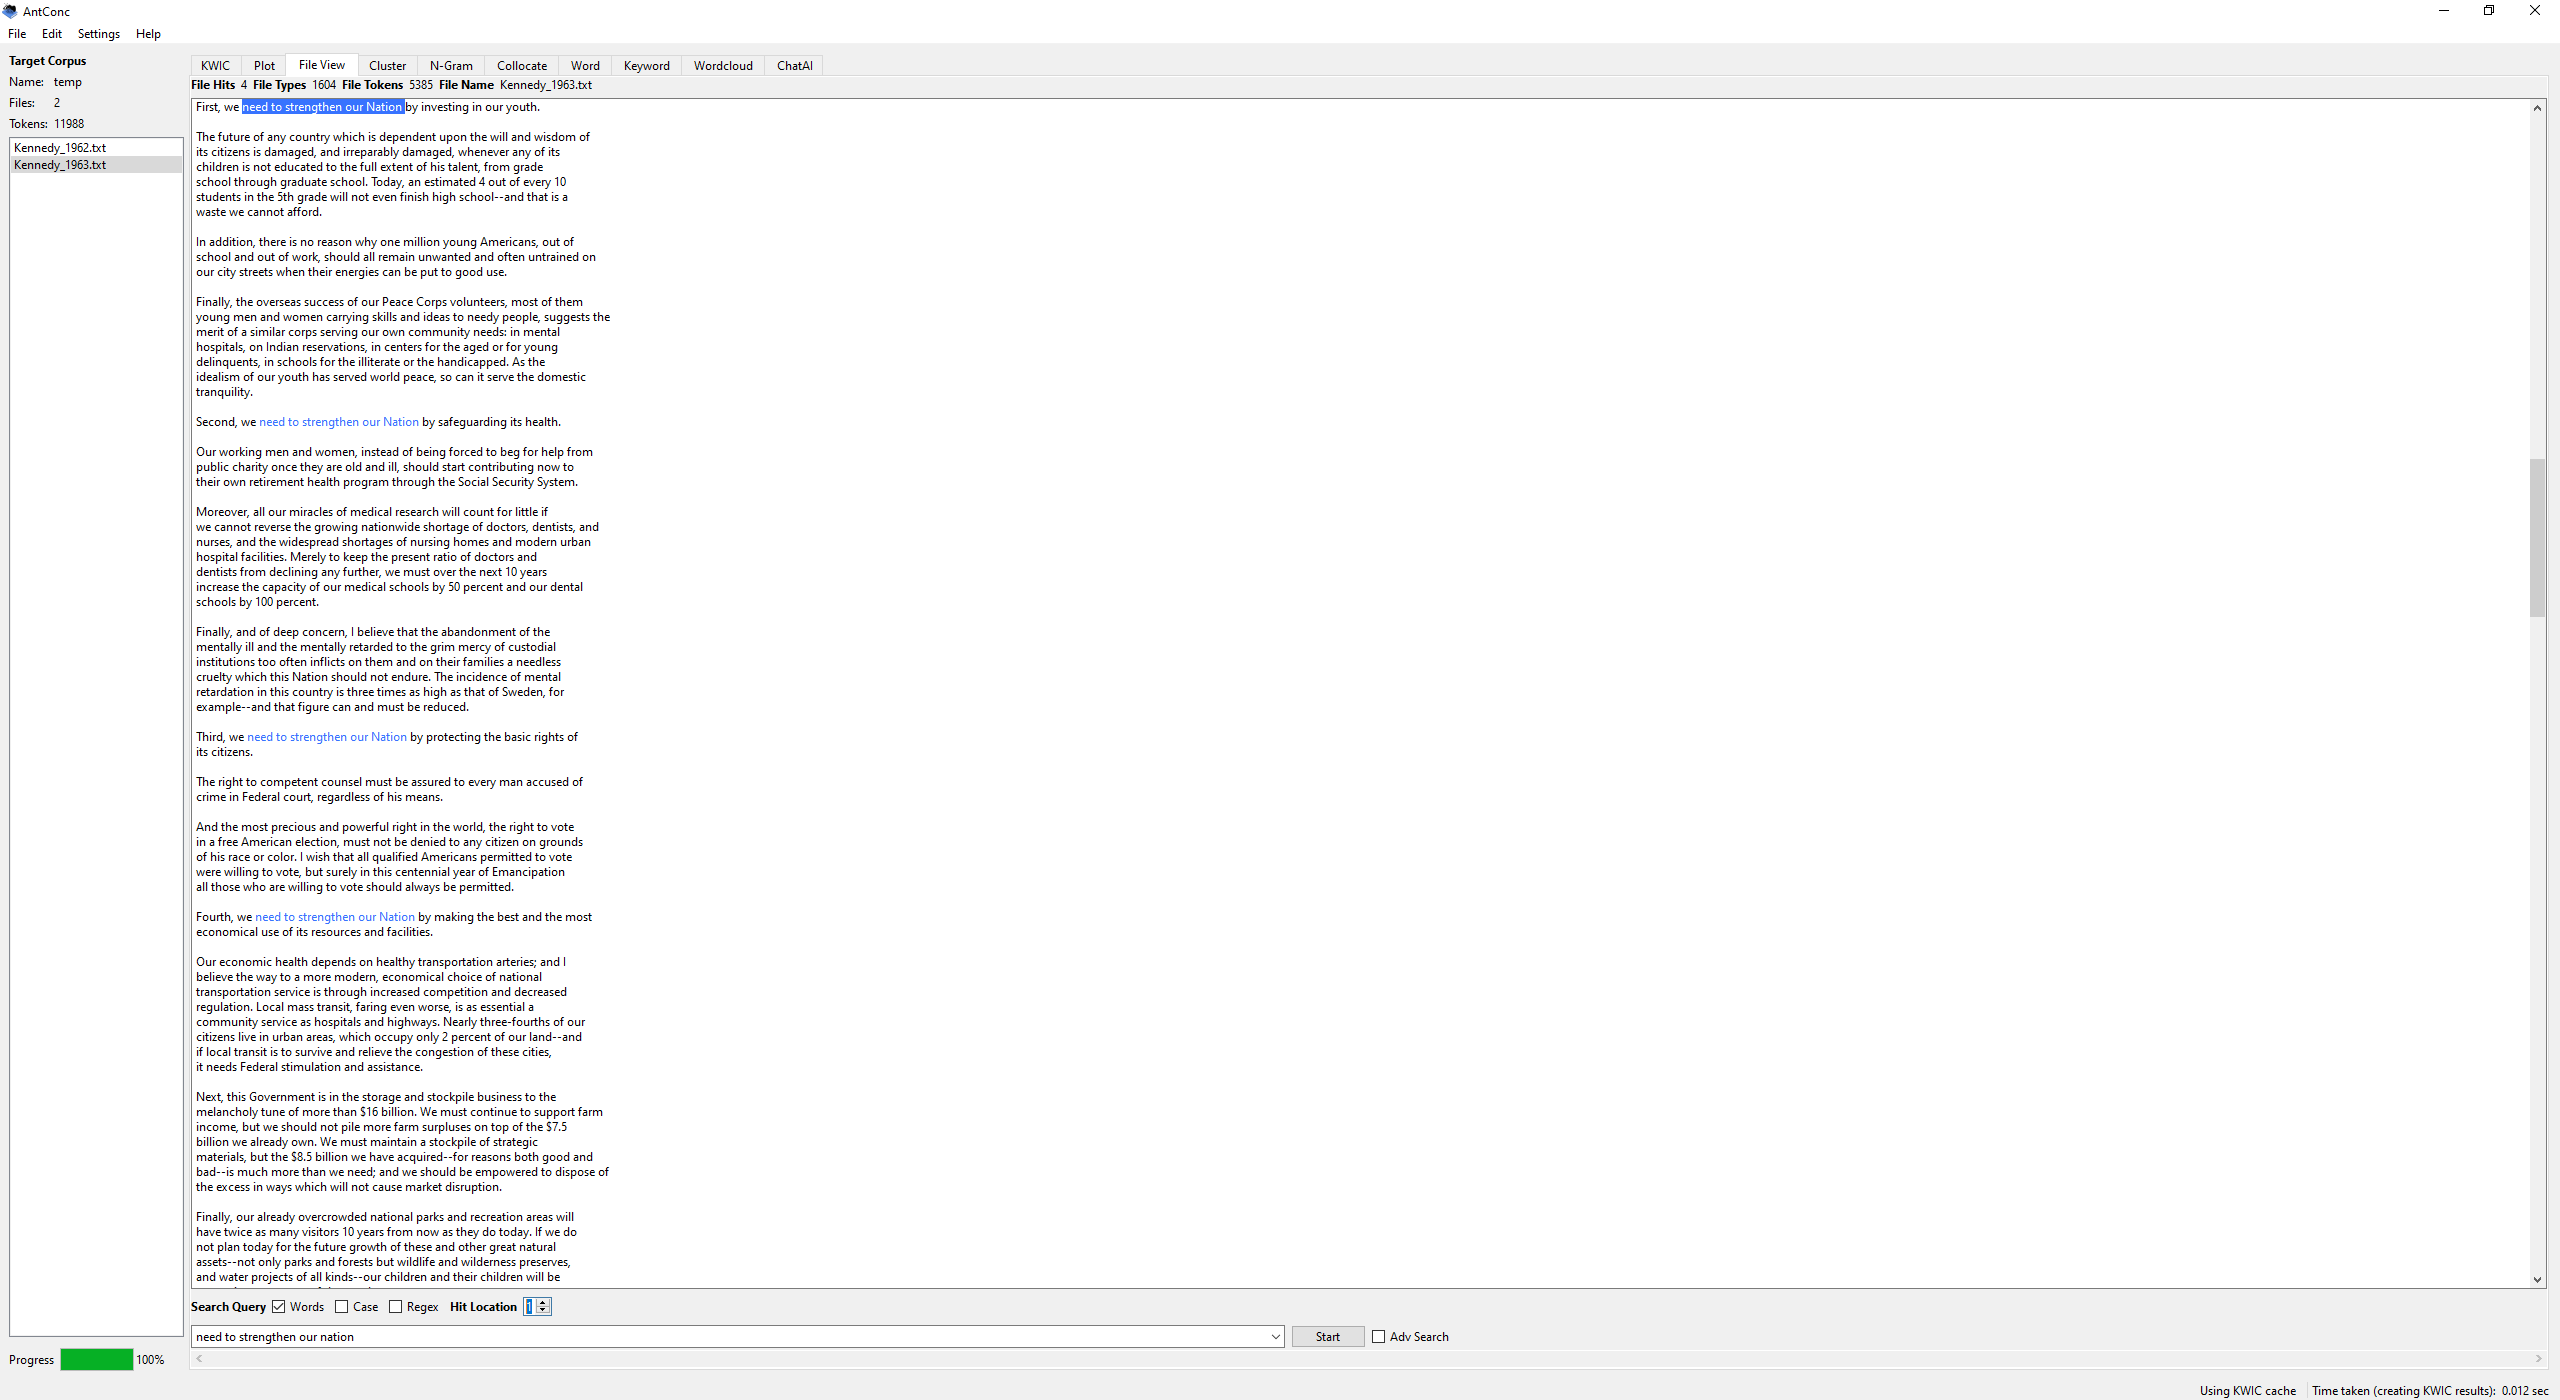 AntConc
File Edit Settings Help
Target Corpus
Name: temp
Files: 2
Tokens: 11988
Kennedy_1962.txt
Kennedy_1963.txt
Progress 100%
KWIC Plot File View Cluster N-Gram Collocate Word Keyword Wordcloud ChatAI
File Hits 4 File Types 1604 File Tokens 5385 File Name Kennedy_1963.txt
First, we need to strengthen our Nation by investing in our youth.
The future of any country which is dependent upon the will and wisdom of
its citizens is damaged, and irreparably damaged, whenever any of its
children is not educated to the full extent of his talent, from grade
school through graduate school. Today, an estimated 4 out of every 10
students in the 5th grade will not even finish high school--and that is a
waste we cannot afford.
In addition, there is no reason why one million young Americans, out of
school and out of work, should all remain unwanted and often untrained on
our city streets when their energies can be put to good use.
Finally, the overseas success of our Peace Corps volunteers, most of them
young men and women carrying skills and ideas to needy people, suggests the
merit of a similar corps serving our own community needs: in mental
hospitals, on Indian reservations, in centers for the aged or for young
delinquents, in schools for the illiterate or the handicapped. As the
idealism of our youth has served world peace, so can it serve the domestic
tranquility.
Second, we need to strengthen our Nation by safeguarding its health.
Our working men and women, instead of being forced to beg for help from
public charity once they are old and ill, should start contributing now to
their own retirement health program through the Social Security System.
Moreover, all our miracles of medical research will count for little if
we cannot reverse the growing nationwide shortage of doctors, dentists, and
nurses, and the widespread shortages of nursing homes and modern urban
hospital facilities. Merely to keep the present ratio of doctors and
dentists from declining any further, we must over the next 10 years
increase the capacity of our medical schools by 50 percent and our dental
schools by 100 percent.
Finally, and of deep concern, I believe that the abandonment of the
mentally ill and the mentally retarded to the grim mercy of custodial
institutions too often inflicts on them and on their families a needless
cruelty which this Nation should not endure. The incidence of mental
retardation in this country is three times as high as that of Sweden, for
example--and that figure can and must be reduced.
Third, we need to strengthen our Nation by protecting the basic rights of
its citizens.
The right to competent counsel must be assured to every man accused of
crime in Federal court, regardless of his means.
And the most precious and powerful right in the world, the right to vote
in a free American election, must not be denied to any citizen on grounds
of his race or color. I wish that all qualified Americans permitted to vote
were willing to vote, but surely in this centennial year of Emancipation
all those who are willing to vote should always be permitted.
Fourth, we need to strengthen our Nation by making the best and the most
economical use of its resources and facilities.
Our economic health depends on healthy transportation arteries; and I
believe the way to a more modern, economical choice of national
transportation service is through increased competition and decreased
regulation. Local mass transit, faring even worse, is as essential a
community service as hospitals and highways. Nearly three-fourths of our
citizens live in urban areas, which occupy only 2 percent of our land--and
if local transit is to survive and relieve the congestion of these cities,
it needs Federal stimulation and assistance.
Next, this Government is in the storage and stockpile business to the
melancholy tune of more than $16 billion. We must continue to support farm
income, but we should not pile more farm surpluses on top of the $7.5
billion we already own. We must maintain a stockpile of strategic
materials, but the $8.5 billion we have acquired--for reasons both good and
bad--is much more than we need; and we should be empowered to dispose of
the excess in ways which will not cause market disruption.
Finally, our already overcrowded national parks and recreation areas will
have twice as many visitors 10 years from now as they do today. If we do
not plan today for the future growth of these and other great natural
assets--not only parks and forests but wildlife and wilderness preserves,
and water projects of all kinds--our children and their children will be
Search Query Words Case Regex Hit Location 1
need to strengthen our nation Start Adv Search
Using KWIC cache Time taken (creating KWIC results): 0.012 sec